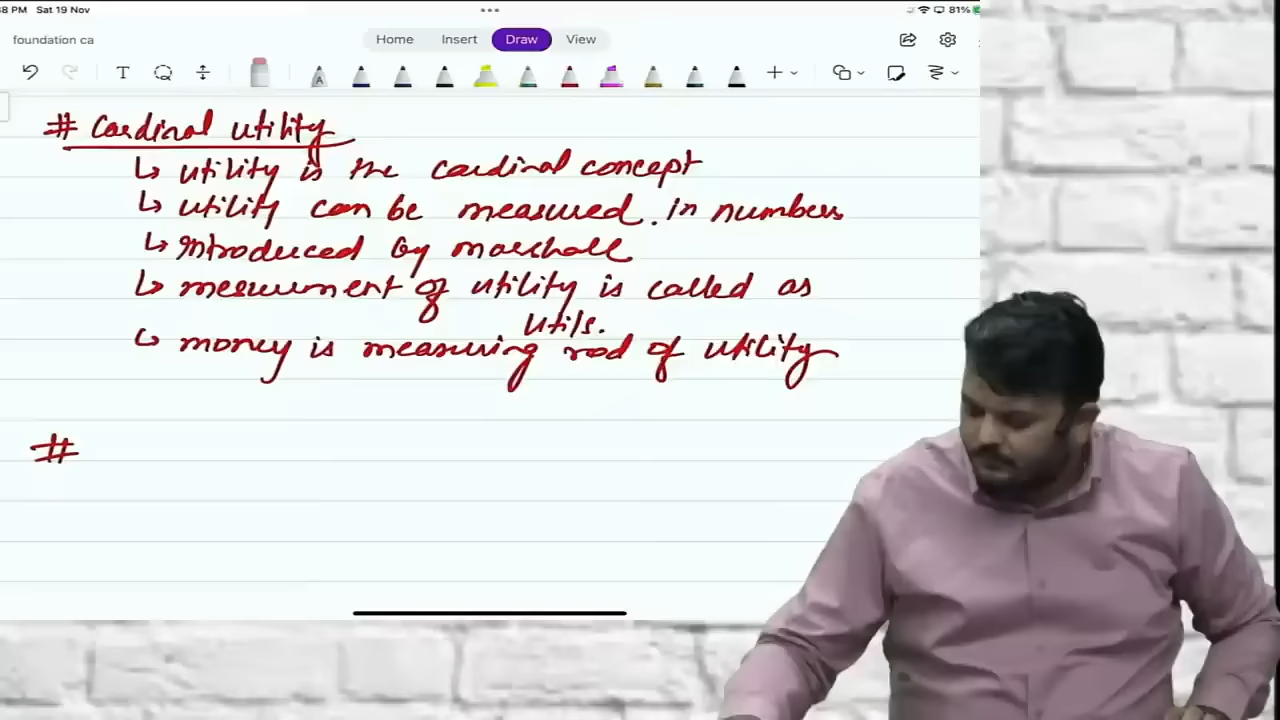 8 PM Sat 19 Nov
81%
foundation ca
Home Insert Draw View
T
A
# Cardinal utility
↳ utility is the cardinal concept
↳ utility can be measured. in numbers
↳ introduced by marshall
↳ mesurment of utility is called as
utils.
↳ money is measuring rod of utility
#